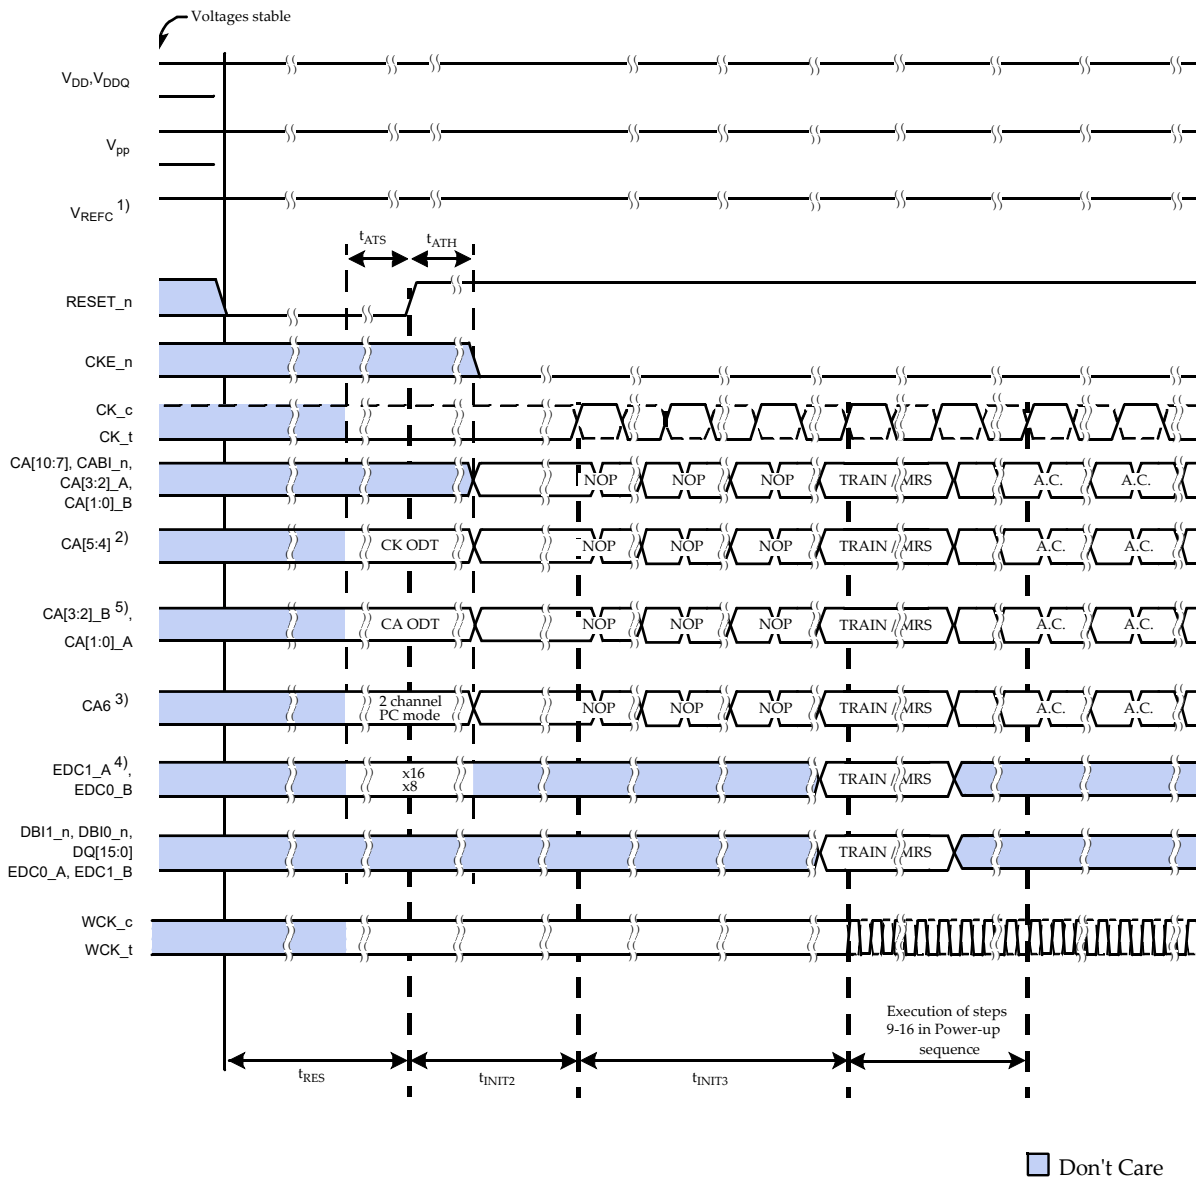 Voltages stable
VDD,VDDQ
Vpp
VREFC 1)
tATS tATH
RESET_n
CKE_n
CK_c
CK_t
CA[10:7], CABI_n,
CA[3:2]_A,
CA[1:0]_B
NOP NOP NOP TRAIN / MRS A.C. A.C.
CA[5:4] 2)
CK ODT NOP NOP NOP TRAIN / MRS A.C. A.C.
CA[3:2]_B 5),
CA[1:0]_A
CA ODT NOP NOP NOP TRAIN / MRS A.C. A.C.
CA6 3)
2 channel
PC mode
NOP NOP NOP TRAIN / MRS A.C. A.C.
EDC1_A 4),
EDC0_B
x16
x8
TRAIN / MRS
DBI1_n, DBI0_n,
DQ[15:0]
EDC0_A, EDC1_B
TRAIN / MRS
WCK_c
WCK_t
Execution of steps
9-16 in Power-up
sequence
tRES tINIT2 tINIT3
Don't Care